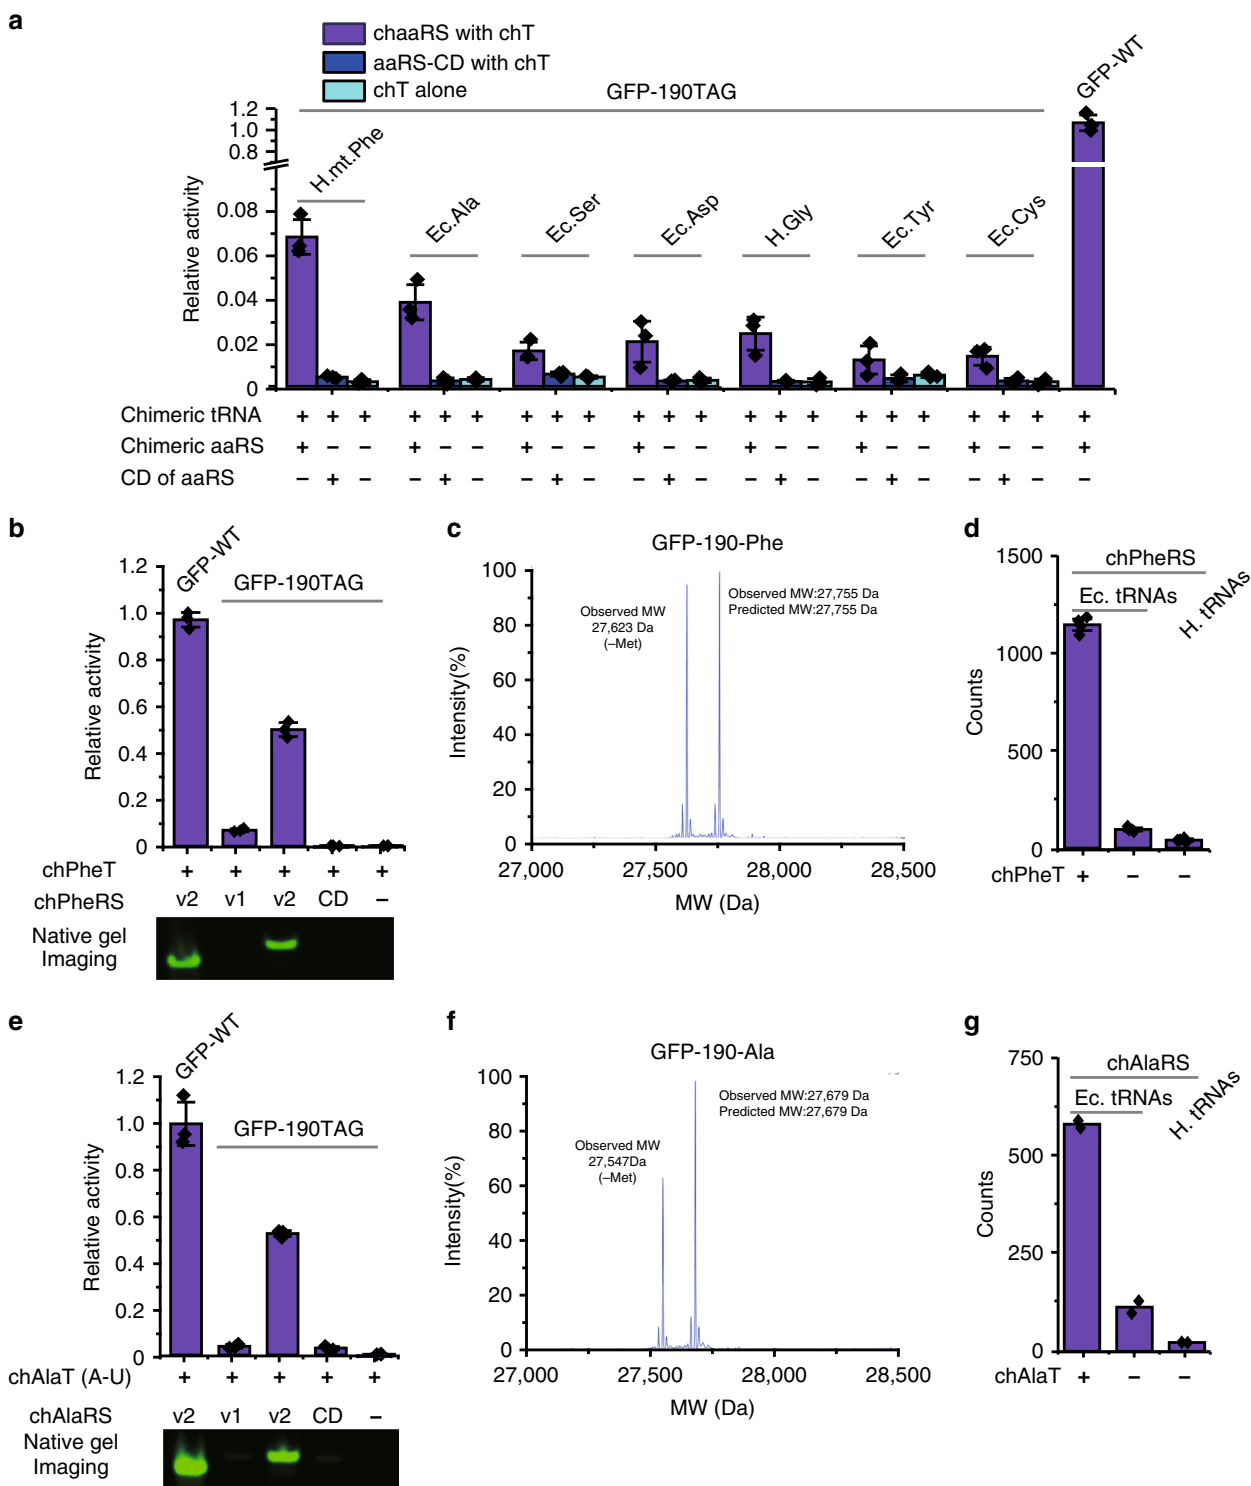 a
chaaRS with chT
aaRS-CD with chT
chT alone
GFP-190TAG
GFP-WT
Relative activity
1.2
1.0
0.8
0.08
0.06
0.04
0.02
0
H.mt.Phe
Ec.Ala
Ec.Ser
Ec.Asp
H.Gly
Ec.Tyr
Ec.Cys
Chimeric tRNA + + + + + + + + + + + + + + + + + + + + + +
Chimeric aaRS + − − + − − + − − + − − + − − + − − + − − +
CD of aaRS − + − − + − − + − − + − − + − − + − − + − −
b
GFP-WT
GFP-190TAG
Relative activity
1.2
1.0
0.8
0.6
0.4
0.2
0
chPheT + + + + +
chPheRS v2 v1 v2 CD −
Native gel
Imaging
c
GFP-190-Phe
Observed MW
27,623 Da
(−Met)
Observed MW:27,755 Da
Predicted MW:27,755 Da
Intensity(%)
100
80
60
40
20
0
27,000 27,500 28,000 28,500
MW (Da)
d
chPheRS
Ec. tRNAs
H. tRNAs
Counts
1500
1000
500
0
chPheT + − −
e
GFP-WT
GFP-190TAG
Relative activity
1.2
1.0
0.8
0.6
0.4
0.2
0
chAlaT (A-U) + + + + +
chAlaRS v2 v1 v2 CD −
Native gel
Imaging
f
GFP-190-Ala
Observed MW
27,547Da
(−Met)
Observed MW:27,679 Da
Predicted MW:27,679 Da
Intensity(%)
100
80
60
40
20
0
27,000 27,500 28,000 28,500
MW (Da)
g
chAlaRS
Ec. tRNAs
H. tRNAs
Counts
750
500
250
0
chAlaT + − −